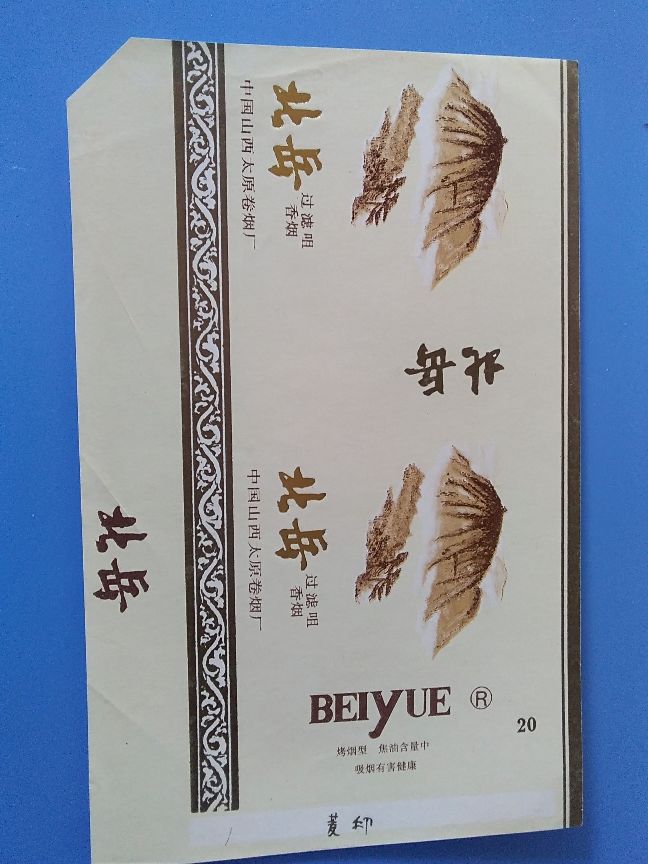 北岳
过滤咀
香烟
中国山西太原卷烟厂
北岳
北岳
过滤咀
香烟
中国山西太原卷烟厂
北岳
BEIYUE ®
20
烤烟型 焦油含量中
吸烟有害健康